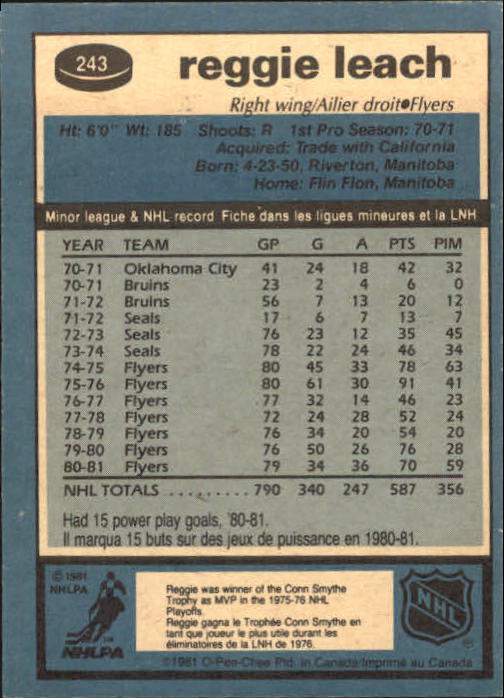 243
reggie leach
Right wing/Ailier droit●Flyers
Ht: 6'0" Wt: 185 Shoots: R 1st Pro Season: 70-71
Acquired: Trade with California
Born: 4-23-50, Riverton, Manitoba
Home: Flin Flon, Manitoba
Minor league & NHL record Fiche dans les ligues mineures et la LNH
YEAR TEAM GP G A PTS PIM
70-71 Oklahoma City 41 24 18 42 32
70-71 Bruins 23 2 4 6 0
71-72 Bruins 56 7 13 20 12
71-72 Seals 17 6 7 13 7
72-73 Seals 76 23 12 35 45
73-74 Seals 78 22 24 46 34
74-75 Flyers 80 45 33 78 63
75-76 Flyers 80 61 30 91 41
76-77 Flyers 77 32 14 46 23
77-78 Flyers 72 24 28 52 24
78-79 Flyers 76 34 20 54 20
79-80 Flyers 76 50 26 76 28
80-81 Flyers 79 34 36 70 59
NHL TOTALS .......... 790 340 247 587 356
Had 15 power play goals, '80-81.
Il marqua 15 buts sur des jeux de puissance en 1980-81.
© 1981
NHLPA
NHLPA
Reggie was winner of the Conn Smythe
Trophy as MVP in the 1975-76 NHL
Playoffs.
Reggie gagna le Trophée Conn Smythe en
tant que joueur le plus utile durant les
éliminatoires de la LNH de 1976.
NHL
©1981 O-Pee-Chee Ptd. in Canada/Imprimé au Canada